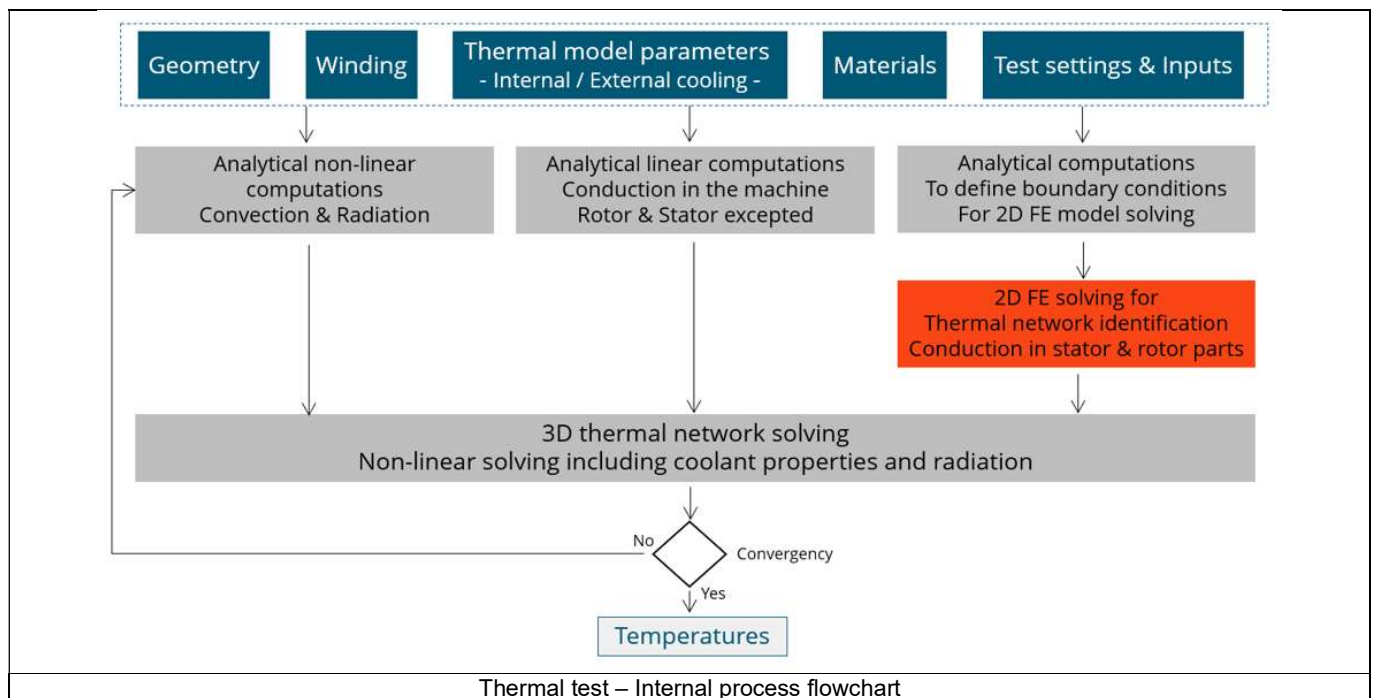 Geometry
Winding
Thermal model parameters
- Internal / External cooling -
Materials
Test settings & Inputs
Analytical non-linear
computations
Convection & Radiation
Analytical linear computations
Conduction in the machine
Rotor & Stator excepted
Analytical computations
To define boundary conditions
For 2D FE model solving
2D FE solving for
Thermal network identification
Conduction in stator & rotor parts
3D thermal network solving
Non-linear solving including coolant properties and radiation
No
Convergency
Yes
Temperatures
Thermal test – Internal process flowchart